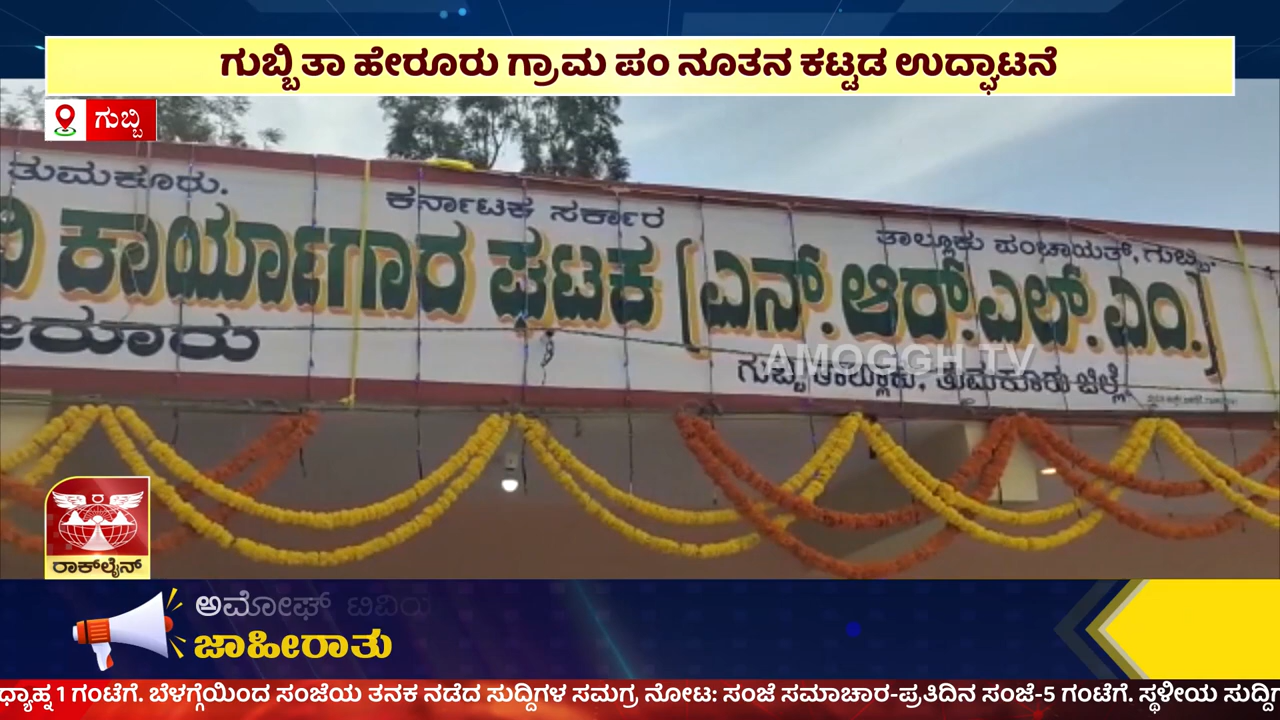 ಗುಬ್ಬಿ ತಾ ಹೇರೂರು ಗ್ರಾಮ ಪಂ ನೂತನ ಕಟ್ಟಡ ಉದ್ಘಾಟನೆ
ಗುಬ್ಬಿ
ತುಮಕೂರು.
ಕರ್ನಾಟಕ ಸರ್ಕಾರ
ತಾಲ್ಲೂಕು ಪಂಚಾಯತ್, ಗುಬ್ಬಿ.
ಕಾರ್ಯಾಗಾರ ಘಟಕ (ಎನ್.ಆರ್.ಎಲ್.ಎಂ.)
ಗುಬ್ಬಿ ತಾಲ್ಲೂಕು, ತುಮಕೂರು ಜಿಲ್ಲೆ.
AMOGGH TV
ರಾಕ್‌ಲೈನ್
ಅಮೋಘ್ ಟಿವಿಯ
ಜಾಹೀರಾತು
ಧ್ಯಾಹ್ನ 1 ಗಂಟೆಗೆ. ಬೆಳಗ್ಗೆಯಿಂದ ಸಂಜೆಯ ತನಕ ನಡೆದ ಸುದ್ದಿಗಳ ಸಮಗ್ರ ನೋಟ: ಸಂಜೆ ಸಮಾಚಾರ-ಪ್ರತಿದಿನ ಸಂಜೆ-5 ಗಂಟೆಗೆ. ಸ್ಥಳೀಯ ಸುದ್ದಿಗ